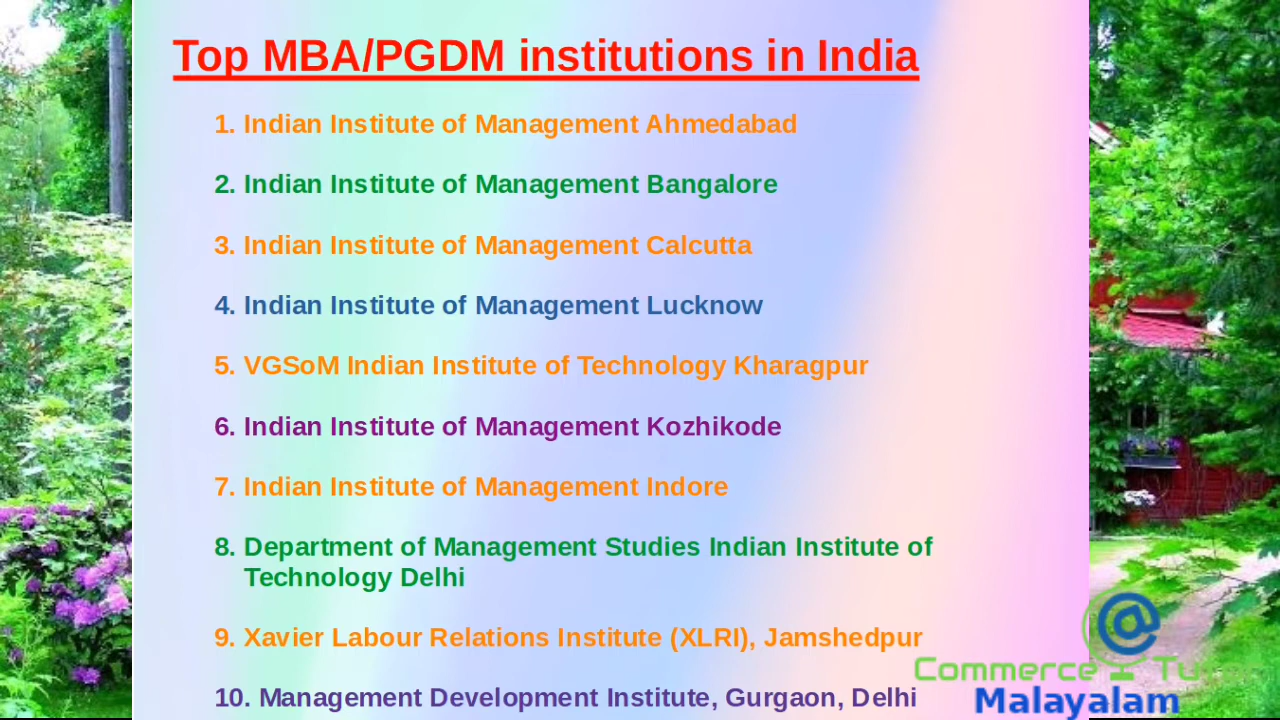 Top MBA/PGDM institutions in India
1. Indian Institute of Management Ahmedabad
2. Indian Institute of Management Bangalore
3. Indian Institute of Management Calcutta
4. Indian Institute of Management Lucknow
5. VGSoM Indian Institute of Technology Kharagpur
6. Indian Institute of Management Kozhikode
7. Indian Institute of Management Indore
8. Department of Management Studies Indian Institute of
Technology Delhi
9. Xavier Labour Relations Institute (XLRI), Jamshedpur
10. Management Development Institute, Gurgaon, Delhi
@
Commerce
Malayalam